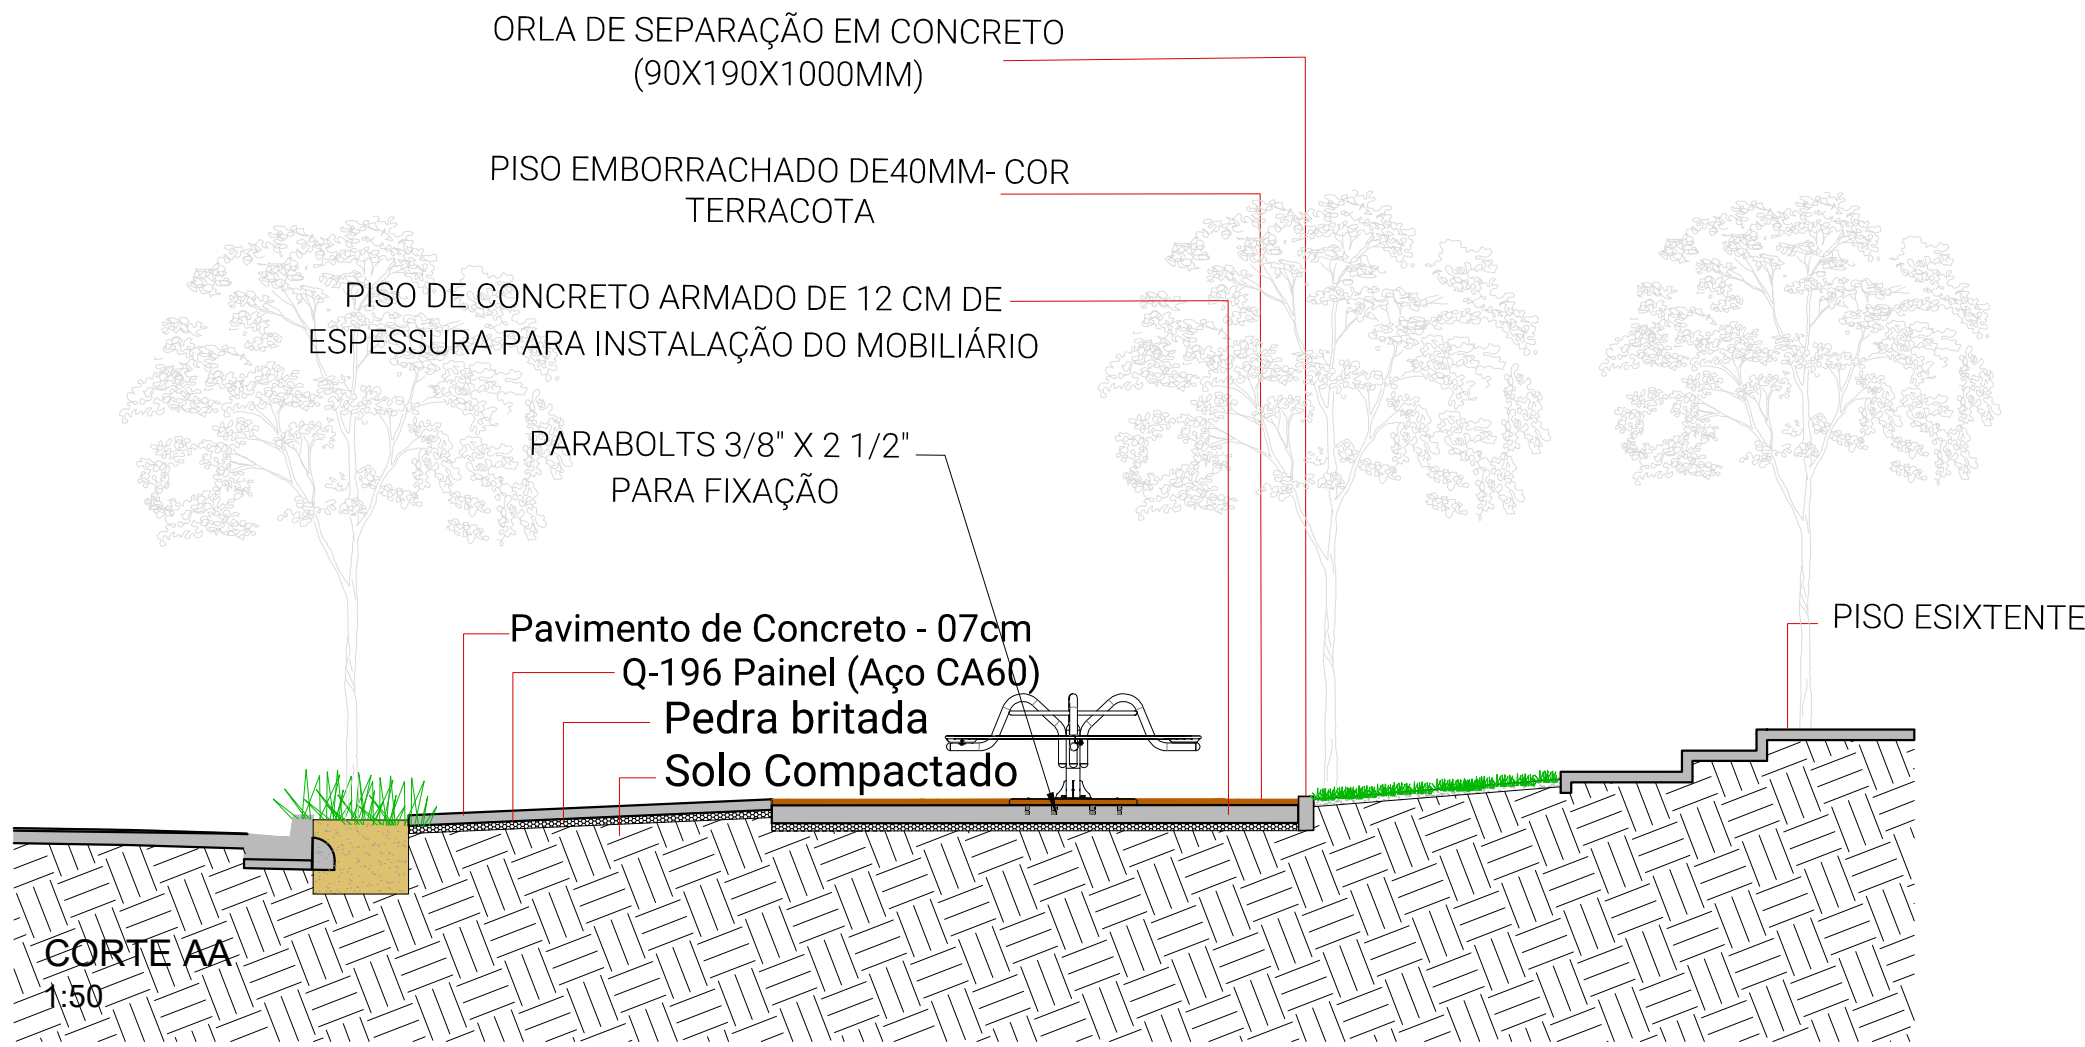 ORLA DE SEPARAÇÃO EM CONCRETO
(90X190X1000MM)
PISO EMBORRACHADO DE40MM- COR
TERRACOTA
PISO DE CONCRETO ARMADO DE 12 CM DE
ESPESSURA PARA INSTALAÇÃO DO MOBILIÁRIO
PARABOLTS 3/8" X 2 1/2"
PARA FIXAÇÃO
Pavimento de Concreto - 07cm
Q-196 Painel (Aço CA60)
Pedra britada
Solo Compactado
PISO ESIXTENTE
CORTE AA
1:50